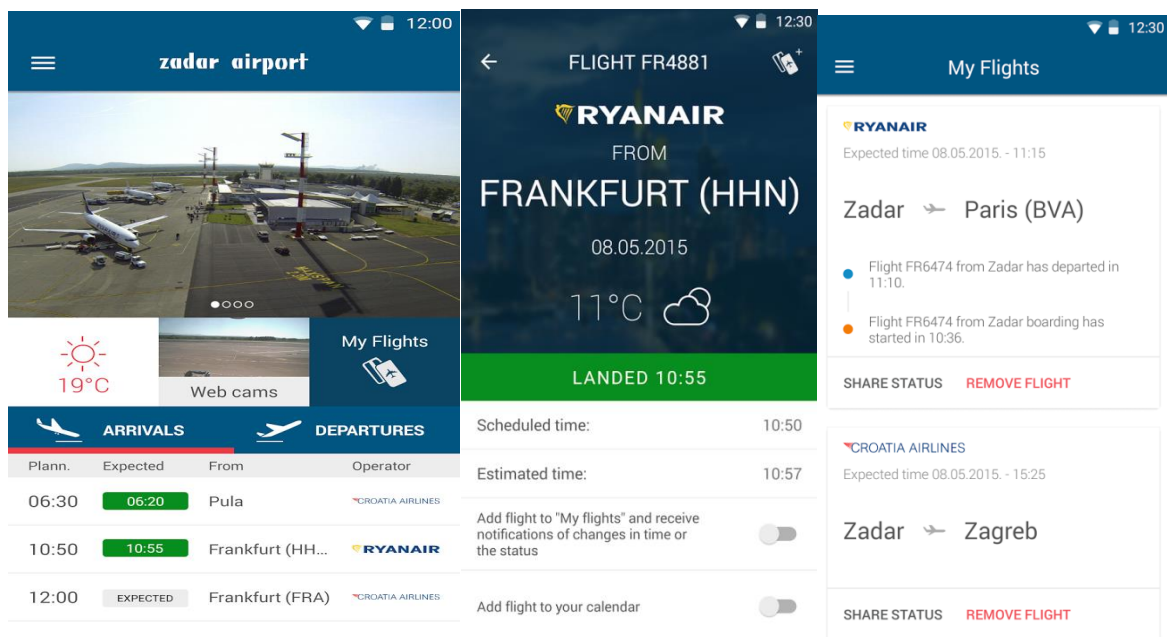 12:00
zadar airport
19°C
Web cams
My Flights
ARRIVALS
DEPARTURES
Plann. Expected From Operator
06:30 06:20 Pula CROATIA AIRLINES
10:50 10:55 Frankfurt (HH... RYANAIR
12:00 EXPECTED Frankfurt (FRA) CROATIA AIRLINES
12:30
FLIGHT FR4881
RYANAIR
FROM
FRANKFURT (HHN)
08.05.2015
11°C
LANDED 10:55
Scheduled time: 10:50
Estimated time: 10:57
Add flight to "My flights" and receive
notifications of changes in time or
the status
Add flight to your calendar
12:30
My Flights
RYANAIR
Expected time 08.05.2015. - 11:15
Zadar Paris (BVA)
Flight FR6474 from Zadar has departed in
11:10.
Flight FR6474 from Zadar boarding has
started in 10:36.
SHARE STATUS REMOVE FLIGHT
CROATIA AIRLINES
Expected time 08.05.2015. - 15:25
Zadar Zagreb
SHARE STATUS REMOVE FLIGHT